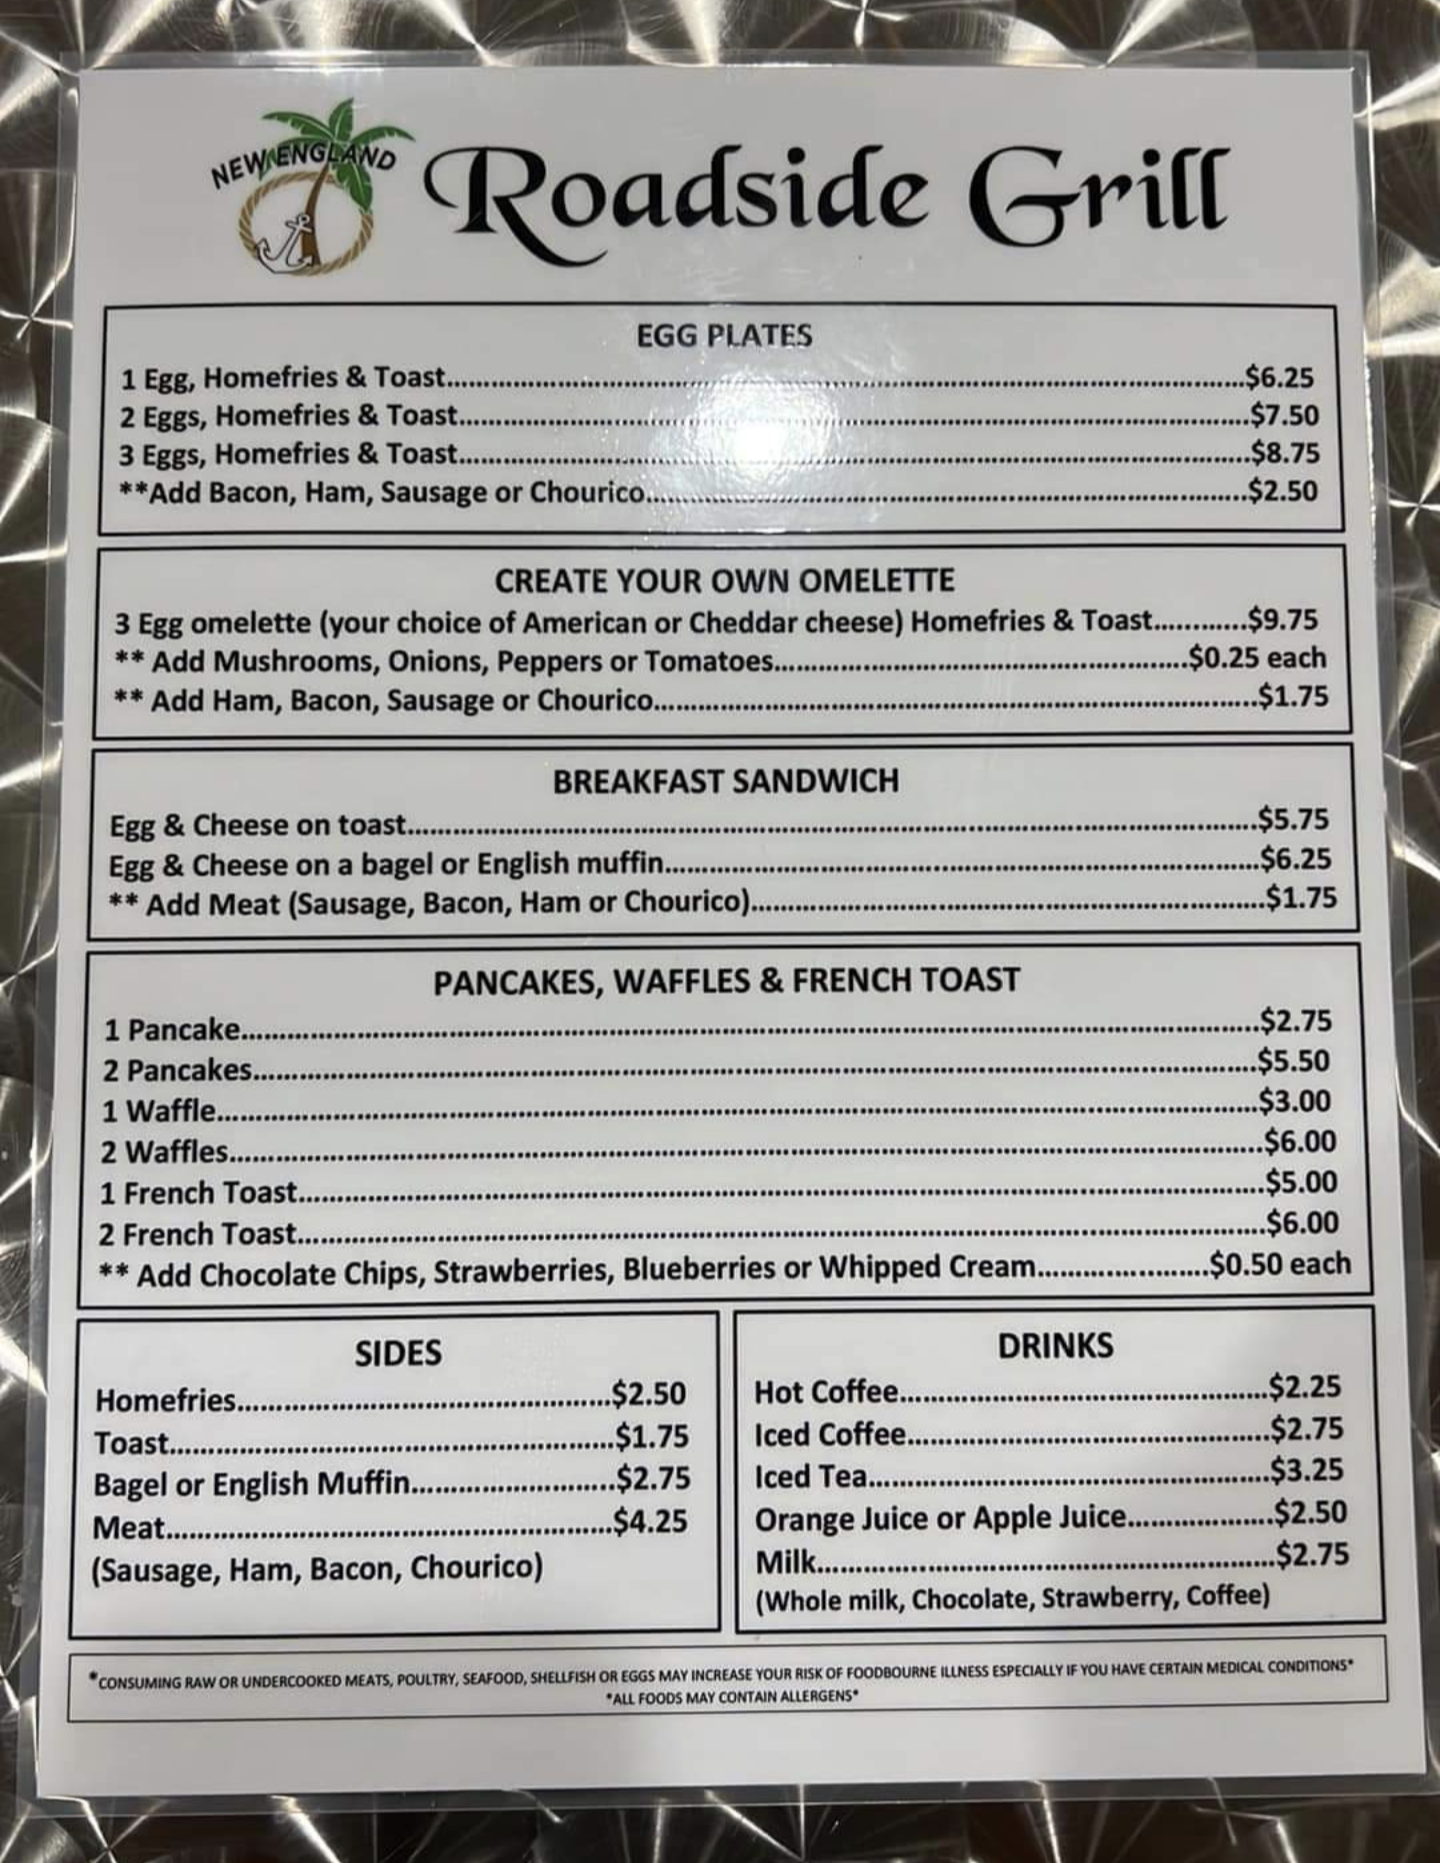 NEW ENGLAND
Roadside Grill
EGG PLATES
1 Egg, Homefries & Toast....................$6.25
2 Eggs, Homefries & Toast....................$7.50
3 Eggs, Homefries & Toast....................$8.75
**Add Bacon, Ham, Sausage or Chourico....................$2.50
CREATE YOUR OWN OMELETTE
3 Egg omelette (your choice of American or Cheddar cheese) Homefries & Toast............$9.75
** Add Mushrooms, Onions, Peppers or Tomatoes....................$0.25 each
** Add Ham, Bacon, Sausage or Chourico....................$1.75
BREAKFAST SANDWICH
Egg & Cheese on toast....................$5.75
Egg & Cheese on a bagel or English muffin....................$6.25
** Add Meat (Sausage, Bacon, Ham or Chourico)....................$1.75
PANCAKES, WAFFLES & FRENCH TOAST
1 Pancake....................$2.75
2 Pancakes....................$5.50
1 Waffle....................$3.00
2 Waffles....................$6.00
1 French Toast....................$5.00
2 French Toast....................$6.00
** Add Chocolate Chips, Strawberries, Blueberries or Whipped Cream....................$0.50 each
SIDES
Homefries....................$2.50
Toast....................$1.75
Bagel or English Muffin....................$2.75
Meat....................$4.25
(Sausage, Ham, Bacon, Chourico)
DRINKS
Hot Coffee....................$2.25
Iced Coffee....................$2.75
Iced Tea....................$3.25
Orange Juice or Apple Juice....................$2.50
Milk....................$2.75
(Whole milk, Chocolate, Strawberry, Coffee)
*CONSUMING RAW OR UNDERCOOKED MEATS, POULTRY, SEAFOOD, SHELLFISH OR EGGS MAY INCREASE YOUR RISK OF FOODBOURNE ILLNESS ESPECIALLY IF YOU HAVE CERTAIN MEDICAL CONDITIONS*
*ALL FOODS MAY CONTAIN ALLERGENS*